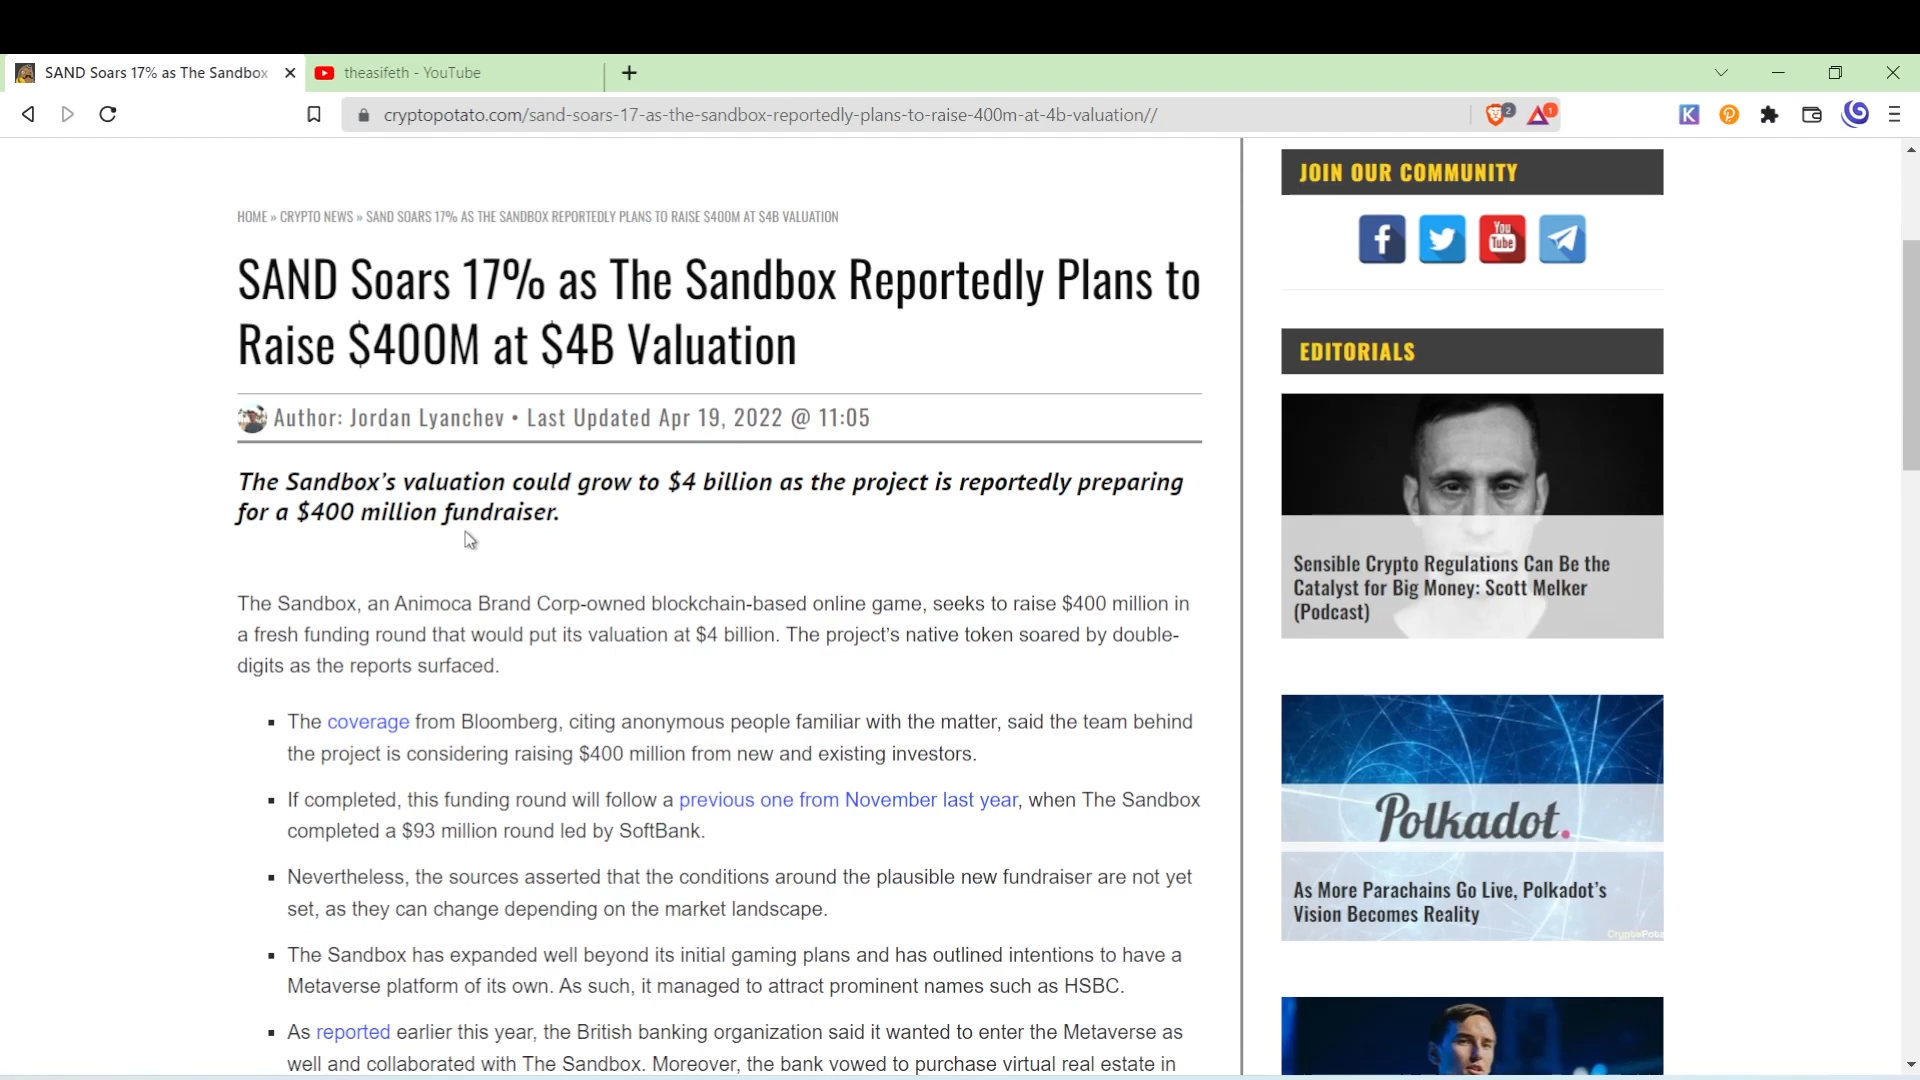 SAND Soars 17% as The Sandbox
theasifeth - YouTube
cryptopotato.com/sand-soars-17-as-the-sandbox-reportedly-plans-to-raise-400m-at-4b-valuation//
2
1
K
HOME » CRYPTO NEWS » SAND SOARS 17% AS THE SANDBOX REPORTEDLY PLANS TO RAISE $400M AT $4B VALUATION
SAND Soars 17% as The Sandbox Reportedly Plans to
Raise $400M at $4B Valuation
Author: Jordan Lyanchev • Last Updated Apr 19, 2022 @ 11:05
The Sandbox’s valuation could grow to $4 billion as the project is reportedly preparing
for a $400 million fundraiser.
The Sandbox, an Animoca Brand Corp-owned blockchain-based online game, seeks to raise $400 million in
a fresh funding round that would put its valuation at $4 billion. The project’s native token soared by double-
digits as the reports surfaced.
The coverage from Bloomberg, citing anonymous people familiar with the matter, said the team behind
the project is considering raising $400 million from new and existing investors.
If completed, this funding round will follow a previous one from November last year, when The Sandbox
completed a $93 million round led by SoftBank.
Nevertheless, the sources asserted that the conditions around the plausible new fundraiser are not yet
set, as they can change depending on the market landscape.
The Sandbox has expanded well beyond its initial gaming plans and has outlined intentions to have a
Metaverse platform of its own. As such, it managed to attract prominent names such as HSBC.
As reported earlier this year, the British banking organization said it wanted to enter the Metaverse as
well and collaborated with The Sandbox. Moreover, the bank vowed to purchase virtual real estate in
JOIN OUR COMMUNITY
You
Tube
EDITORIALS
Sensible Crypto Regulations Can Be the
Catalyst for Big Money: Scott Melker
(Podcast)
Polkadot.
As More Parachains Go Live, Polkadot’s
Vision Becomes Reality